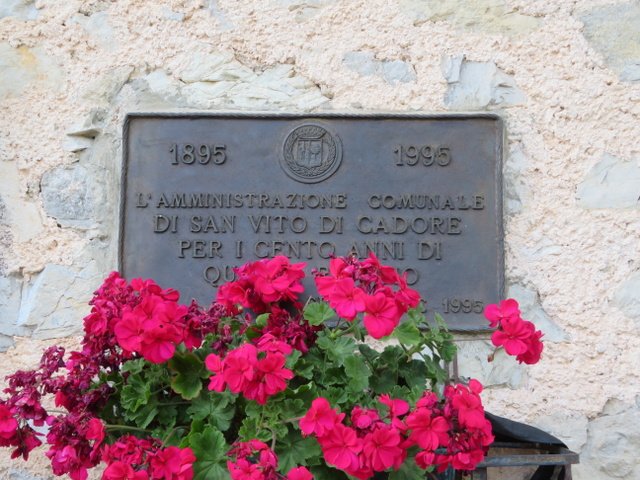 1895 1995
L'AMMINISTRAZIONE COMUNALE
DI SAN VITO DI CADORE
PER I CENTO ANNI DI
1995